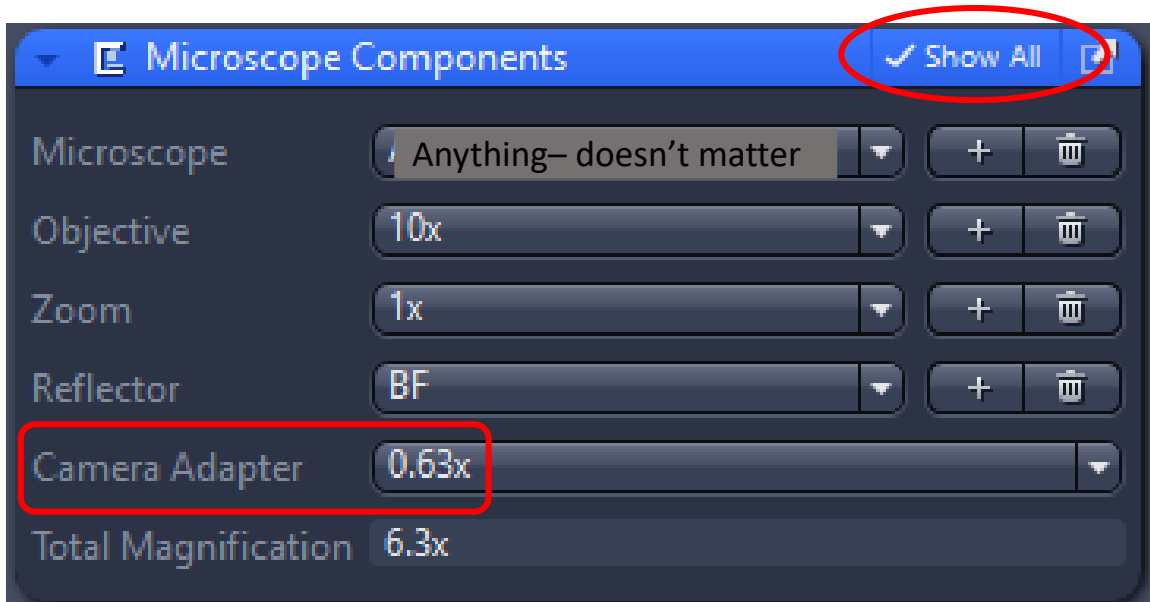 Microscope Components Show All
Microscope Anything– doesn't matter
Objective 10x
Zoom 1x
Reflector BF
Camera Adapter 0.63x
Total Magnification 6.3x